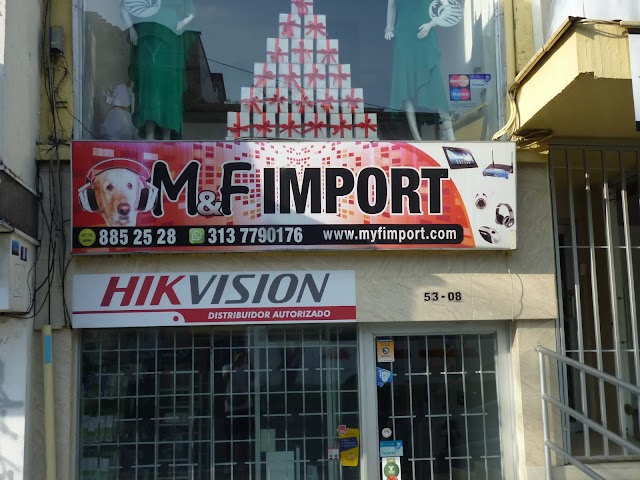 M&F IMPORT
885 25 28 313 7790176 www.myfimport.com
HIKVISION
DISTRIBUIDOR AUTORIZADO
53-08